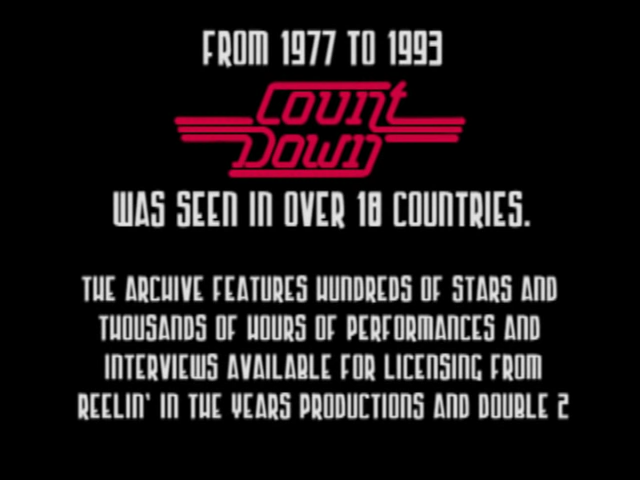 FROM 1977 TO 1993
Count
Down
WAS SEEN IN OVER 18 COUNTRIES.
THE ARCHIVE FEATURES HUNDREDS OF STARS AND
THOUSANDS OF HOURS OF PERFORMANCES AND
INTERVIEWS AVAILABLE FOR LICENSING FROM
REELIN' IN THE YEARS PRODUCTIONS AND DOUBLE 2